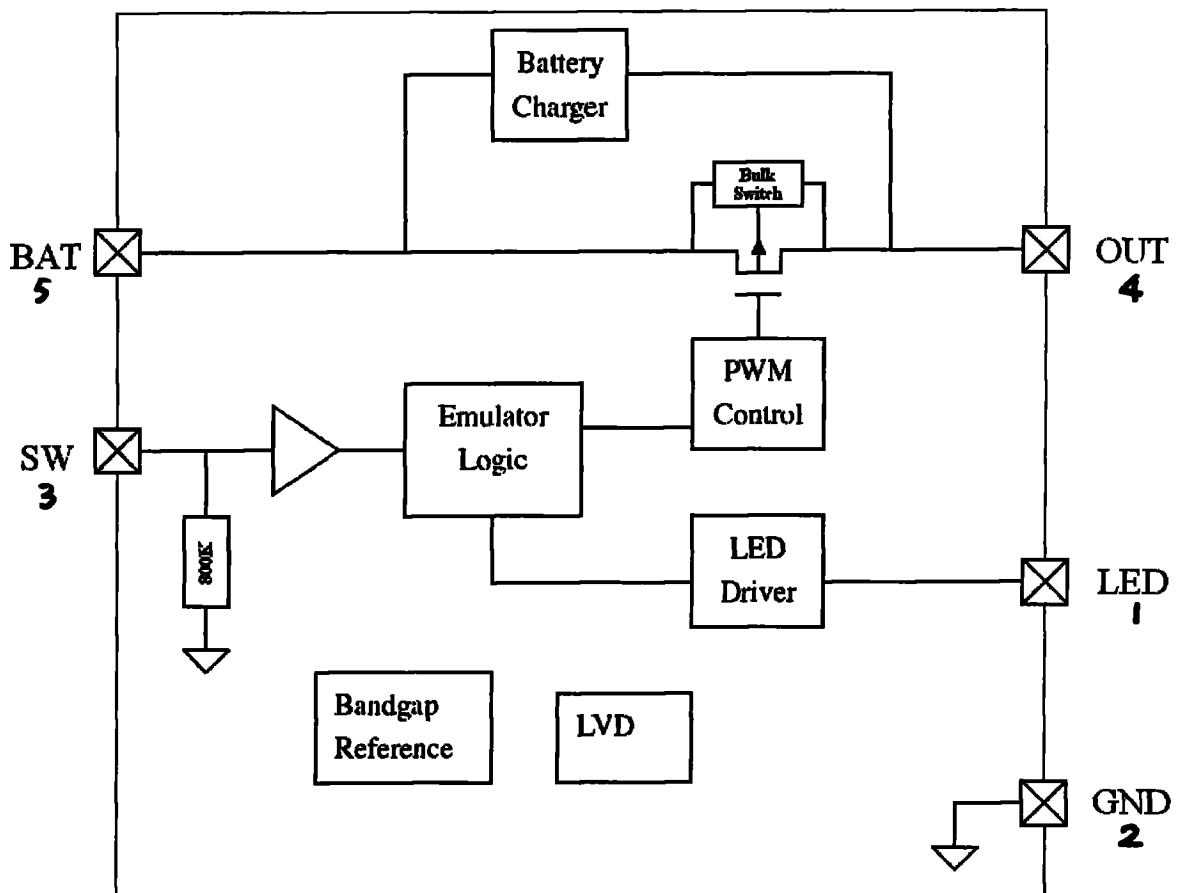 Battery
Charger
Bulk
Switch
BAT
5
OUT
4
PWM
Control
Emulator
Logic
SW
3
800K
LED
Driver
LED
1
Bandgap
Reference
LVD
GND
2